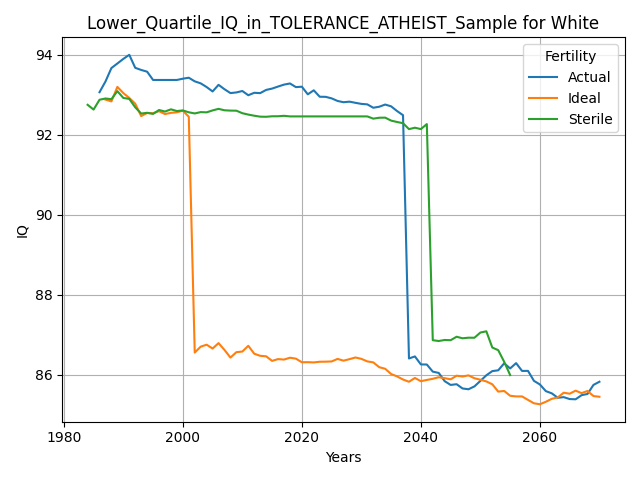 Lower_Quartile_IQ_in_TOLERANCE_ATHEIST_Sample for White
94
92
90
88
86
IQ
Fertility
Actual
Ideal
Sterile
1980
2000
2020
2040
2060
Years